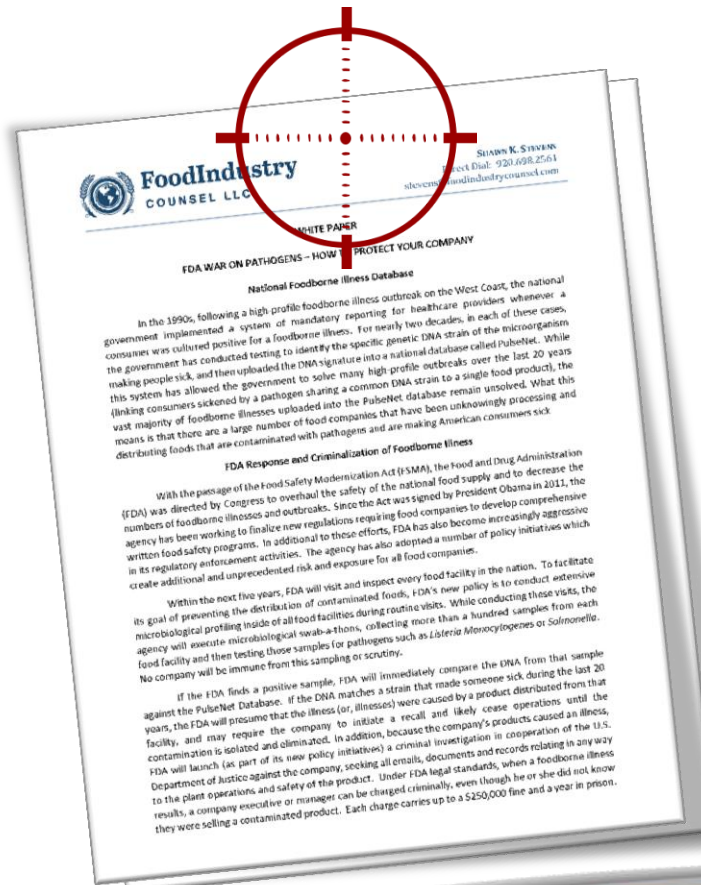 FoodIndustry
COUNSEL LLC
SHAWN K. STEVENS
Direct Dial: 920.698.2561
stevens@foodindustrycounsel.com
WHITE PAPER
FDA WAR ON PATHOGENS – HOW TO PROTECT YOUR COMPANY
National Foodborne Illness Database
In the 1990s, following a high-profile foodborne illness outbreak on the West Coast, the national
government implemented a system of mandatory reporting for healthcare providers whenever a
consumer was cultured positive for a foodborne illness. For nearly two decades, in each of these cases,
the government has conducted testing to identify the specific genetic DNA strain of the microorganism
making people sick, and then uploaded the DNA signature into a national database called PulseNet. While
this system has allowed the government to solve many high-profile outbreaks over the last 20 years
(linking consumers sickened by a pathogen sharing a common DNA strain to a single food product), the
vast majority of foodborne illnesses uploaded into the PulseNet database remain unsolved. What this
means is that there are a large number of food companies that have been unknowingly processing and
distributing foods that are contaminated with pathogens and are making American consumers sick
FDA Response and Criminalization of Foodborne Illness
With the passage of the Food Safety Modernization Act (FSMA), the Food and Drug Administration
(FDA) was directed by Congress to overhaul the safety of the national food supply and to decrease the
numbers of foodborne illnesses and outbreaks. Since the Act was signed by President Obama in 2011, the
agency has been working to finalize new regulations requiring food companies to develop comprehensive
written food safety programs. In additional to these efforts, FDA has also become increasingly aggressive
in its regulatory enforcement activities. The agency has also adopted a number of policy initiatives which
create additional and unprecedented risk and exposure for all food companies.
Within the next five years, FDA will visit and inspect every food facility in the nation. To facilitate
its goal of preventing the distribution of contaminated foods, FDA's new policy is to conduct extensive
microbiological profiling inside of all food facilities during routine visits. While conducting these visits, the
agency will execute microbiological swab-a-thons, collecting more than a hundred samples from each
food facility and then testing those samples for pathogens such as Listeria Monocytogenes or Salmonella.
No company will be immune from this sampling or scrutiny.
If the FDA finds a positive sample, FDA will immediately compare the DNA from that sample
against the PulseNet Database. If the DNA matches a strain that made someone sick during the last 20
years, the FDA will presume that the illness (or, illnesses) were caused by a product distributed from that
facility, and may require the company to initiate a recall and likely cease operations until the
contamination is isolated and eliminated. In addition, because the company's products caused an illness,
FDA will launch (as part of its new policy initiatives) a criminal investigation in cooperation of the U.S.
Department of Justice against the company, seeking all emails, documents and records relating in any way
to the plant operations and safety of the product. Under FDA legal standards, when a foodborne illness
results, a company executive or manager can be charged criminally, even though he or she did not know
they were selling a contaminated product. Each charge carries up to a $250,000 fine and a year in prison.